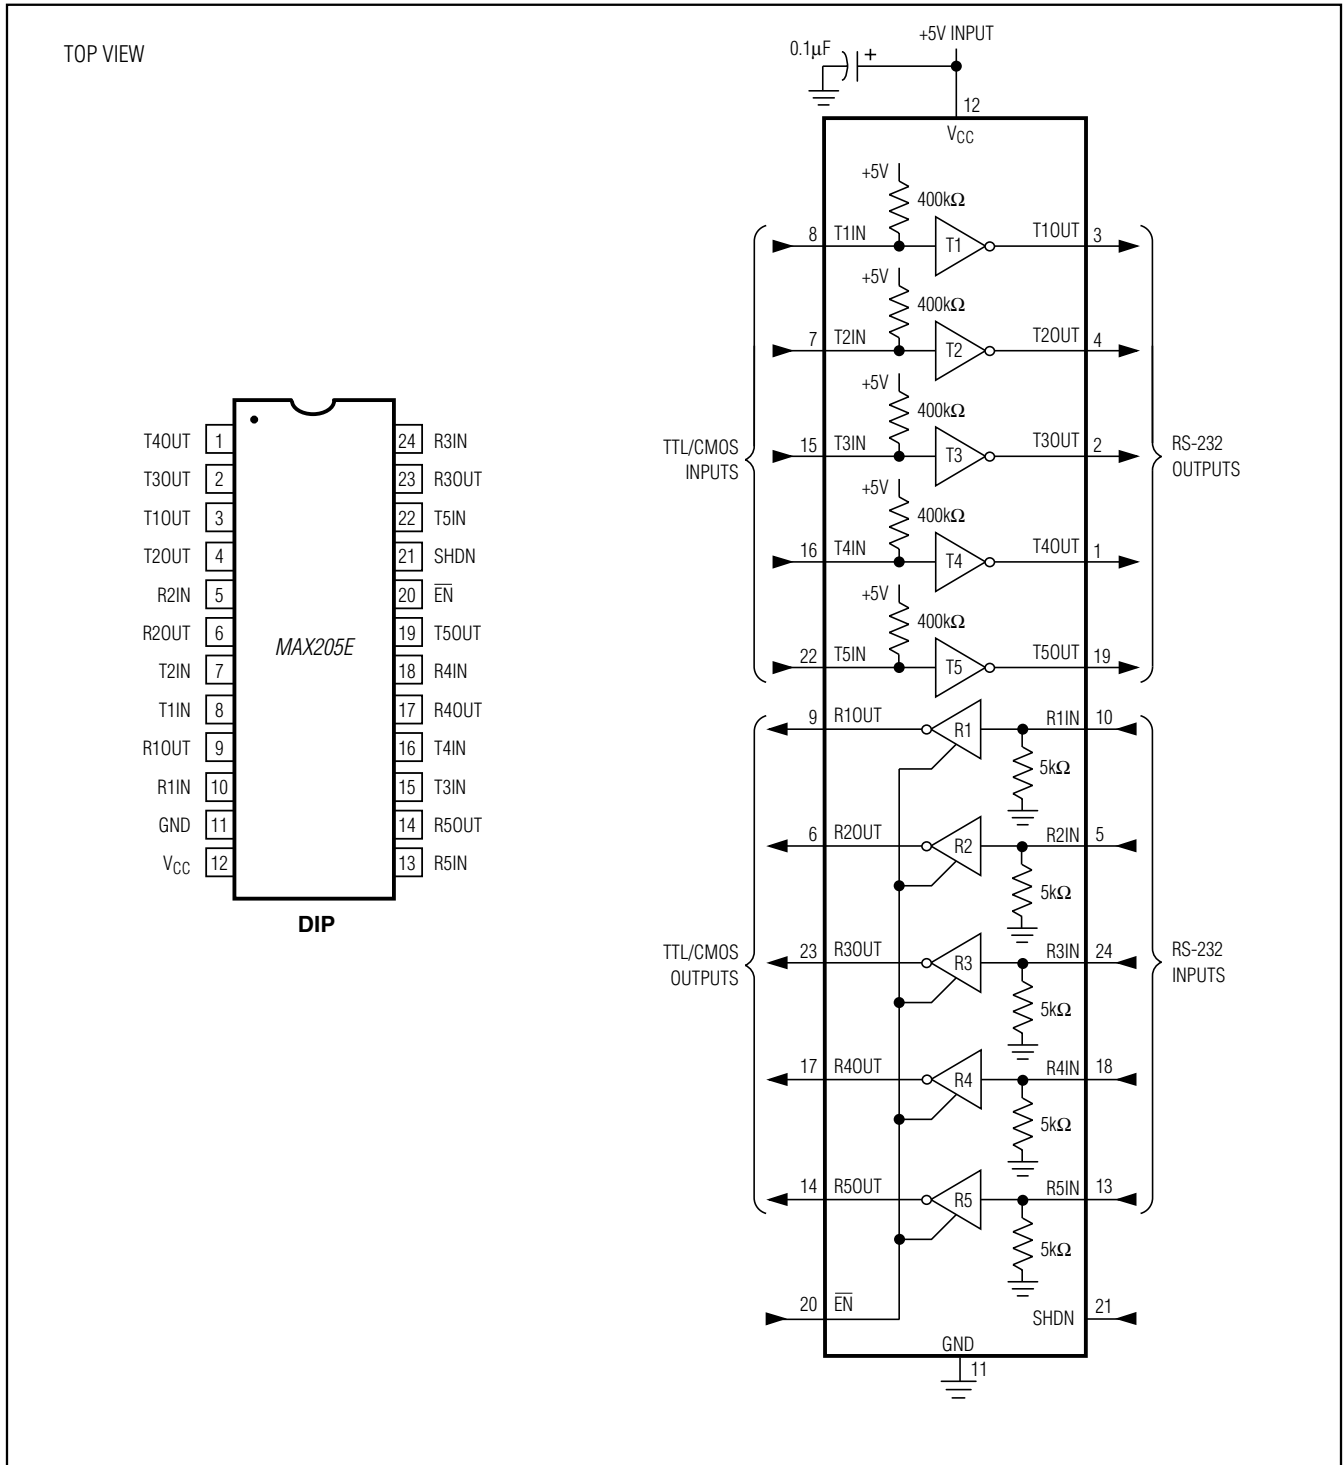 TOP VIEW
T4OUT 1
T3OUT 2
T1OUT 3
T2OUT 4
R2IN 5
R2OUT 6
T2IN 7
T1IN 8
R1OUT 9
R1IN 10
GND 11
VCC 12
MAX205E
24 R3IN
23 R3OUT
22 T5IN
21 SHDN
20 E̅N̅
19 T5OUT
18 R4IN
17 R4OUT
16 T4IN
15 T3IN
14 R5OUT
13 R5IN
DIP
+5V INPUT
0.1μF +
12
VCC
+5V
400kΩ
8 T1IN T1 T1OUT 3
+5V
400kΩ
7 T2IN T2 T2OUT 4
+5V
400kΩ
15 T3IN T3 T3OUT 2
TTL/CMOS
INPUTS
RS-232
OUTPUTS
+5V
400kΩ
16 T4IN T4 T4OUT 1
+5V
400kΩ
22 T5IN T5 T5OUT 19
9 R1OUT R1 R1IN 10
5kΩ
6 R2OUT R2 R2IN 5
5kΩ
23 R3OUT R3 R3IN 24
TTL/CMOS
OUTPUTS
RS-232
INPUTS
5kΩ
17 R4OUT R4 R4IN 18
5kΩ
14 R5OUT R5 R5IN 13
5kΩ
20 E̅N̅
SHDN 21
GND
11